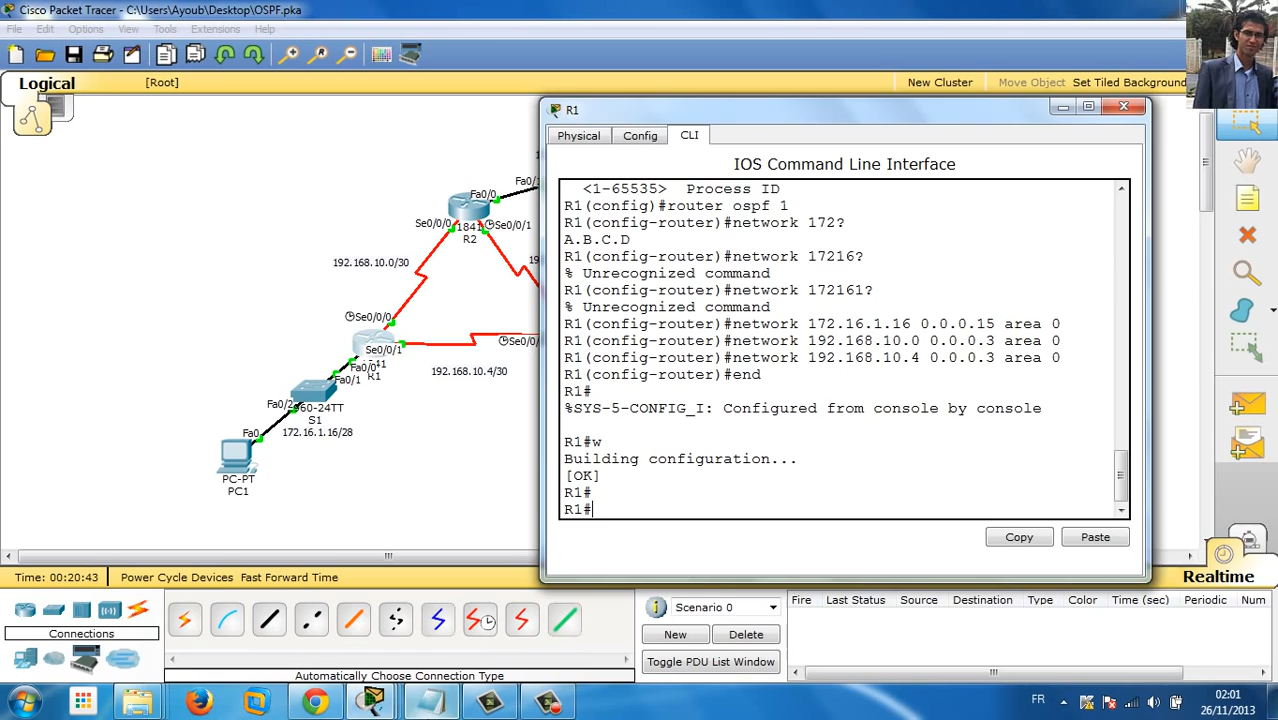 Cisco Packet Tracer - C:\Users\Ayoub\Desktop\OSPF.pka
File Edit Options View Tools Extensions Help
Logical
[Root]
New Cluster
Move Object
Set Tiled Background
R1
Physical
Config
CLI
IOS Command Line Interface
<1-65535> Process ID
R1(config)#router ospf 1
R1(config-router)#network 172?
A.B.C.D
R1(config-router)#network 17216?
% Unrecognized command
R1(config-router)#network 172161?
% Unrecognized command
R1(config-router)#network 172.16.1.16 0.0.0.15 area 0
R1(config-router)#network 192.168.10.0 0.0.0.3 area 0
R1(config-router)#network 192.168.10.4 0.0.0.3 area 0
R1(config-router)#end
R1#
%SYS-5-CONFIG_I: Configured from console by console
R1#w
Building configuration...
[OK]
R1#
R1#
Copy
Paste
Fa0/0
Se0/0/0
Se0/0/1
1841
R2
192.168.10.0/30
Se0/0/0
Se0/0/1
Fa0/0
R1
Fa0/1
192.168.10.4/30
Fa0/2
S1
172.16.1.16/28
Fa0
PC-PT
PC1
Time: 00:20:43
Power Cycle Devices Fast Forward Time
Realtime
Connections
Automatically Choose Connection Type
Scenario 0
New
Delete
Toggle PDU List Window
Fire
Last Status
Source
Destination
Type
Color
Time (sec)
Periodic
Num
FR
02:01
26/11/2013